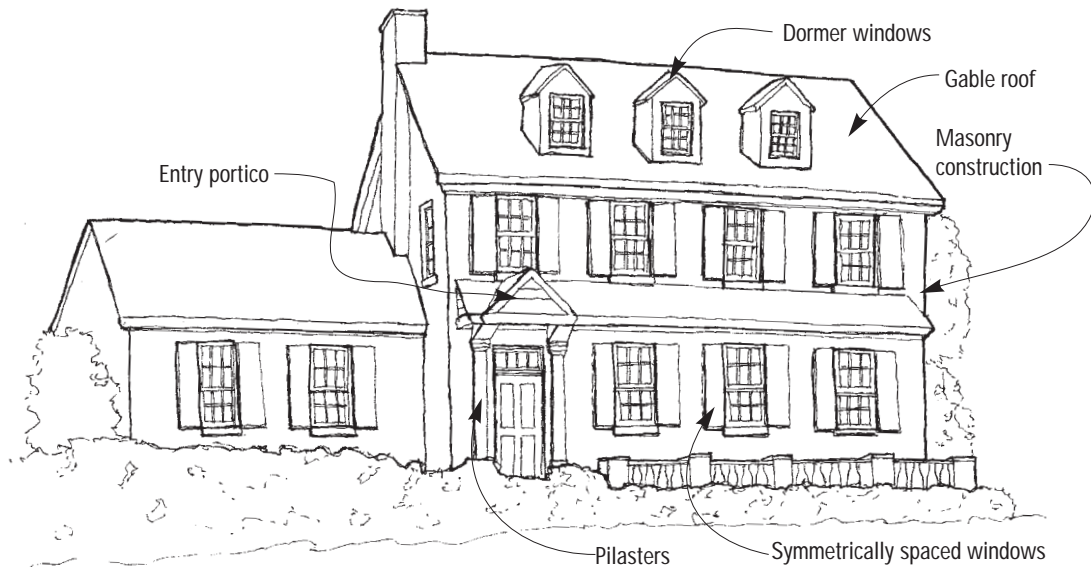 Dormer windows
Gable roof
Masonry
construction
Entry portico
Pilasters
Symmetrically spaced windows